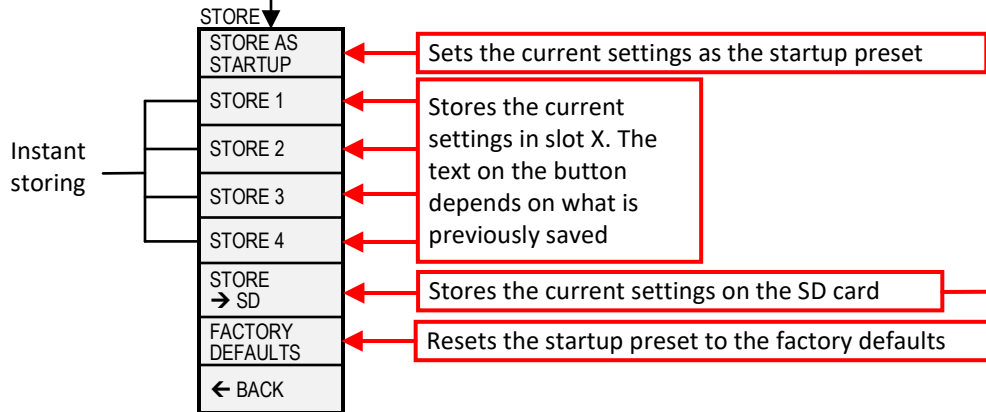 STORE
STORE AS
STARTUP
Sets the current settings as the startup preset
STORE 1
STORE 2
STORE 3
STORE 4
Instant
storing
Stores the current
settings in slot X. The
text on the button
depends on what is
previously saved
STORE
→ SD
Stores the current settings on the SD card
FACTORY
DEFAULTS
Resets the startup preset to the factory defaults
← BACK